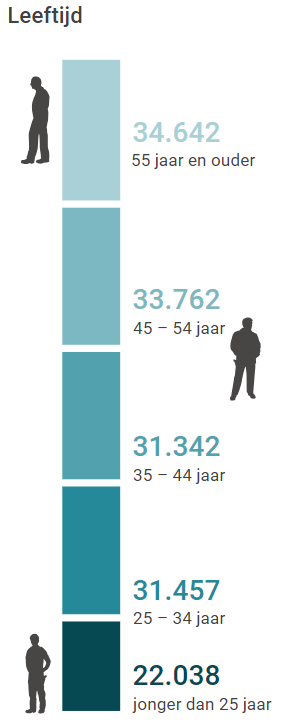 Leeftijd
34.642
55 jaar en ouder
33.762
45 – 54 jaar
31.342
35 – 44 jaar
31.457
25 – 34 jaar
22.038
jonger dan 25 jaar